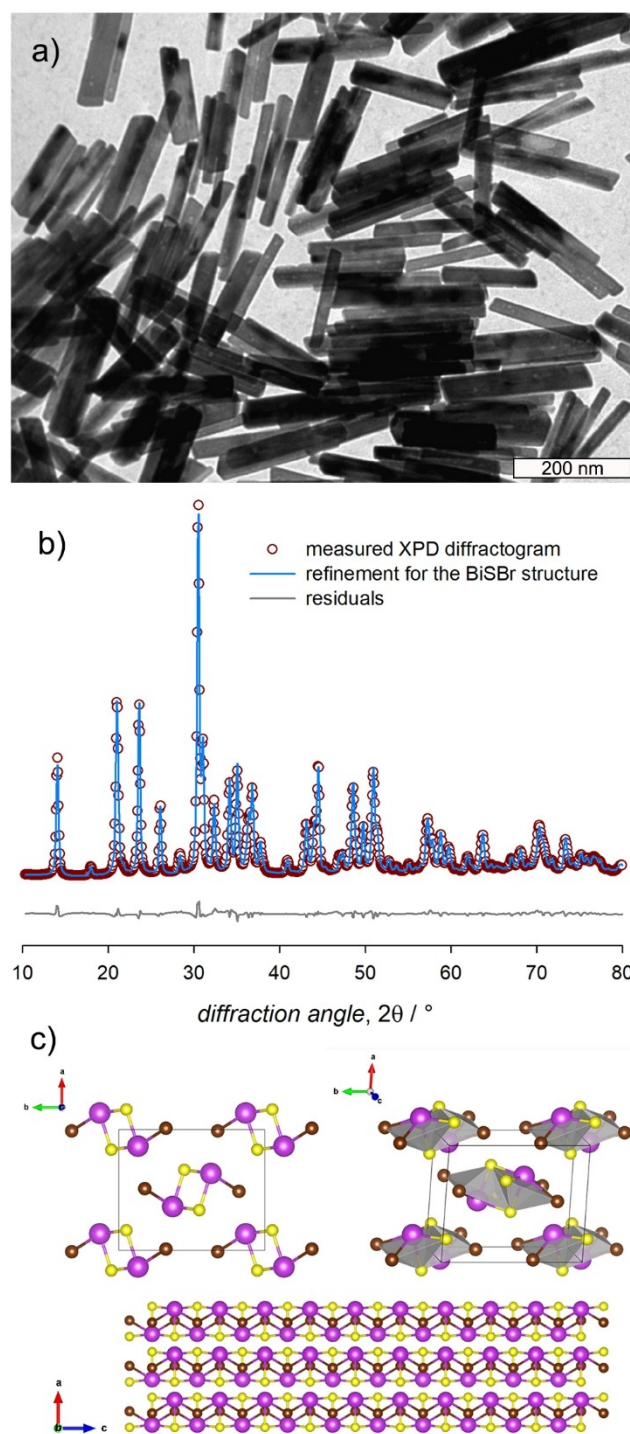 a)
200 nm
b)
measured XPD diffractogram
refinement for the BiSBr structure
residuals
10 20 30 40 50 60 70 80
diffraction angle, 2θ / °
c)
a
b
a
b
c
a
b
c